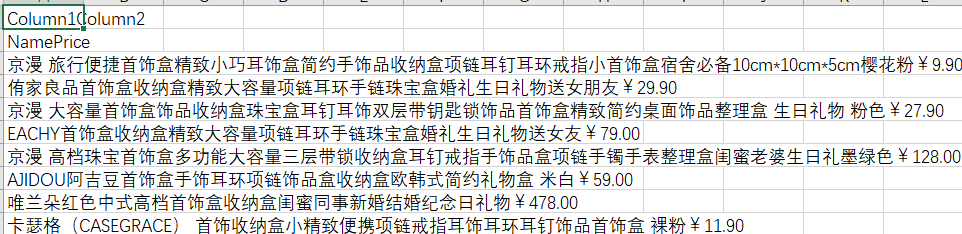 Column1Column2
NamePrice
京漫 旅行便捷首饰盒精致小巧耳饰盒简约手饰品收纳盒项链耳钉耳环戒指小首饰盒宿舍必备10cm*10cm*5cm樱花粉￥9.90
侑家良品首饰盒收纳盒精致大容量项链耳环手链珠宝盒婚礼生日礼物送女朋友￥29.90
京漫 大容量首饰盒饰品收纳盒珠宝盒耳钉耳饰双层带钥匙锁饰品首饰盒精致简约桌面饰品整理盒 生日礼物 粉色￥27.90
EACHY首饰盒收纳盒精致大容量项链耳环手链珠宝盒婚礼生日礼物送女友￥79.00
京漫 高档珠宝首饰盒多功能大容量三层带锁收纳盒耳钉戒指手饰品盒项链手镯手表整理盒闺蜜老婆生日礼墨绿色￥128.00
AJIDOU阿吉豆首饰盒手饰耳环项链饰品盒收纳盒欧韩式简约礼物盒 米白￥59.00
唯兰朵红色中式高档首饰盒收纳盒闺蜜同事新婚结婚纪念日礼物￥478.00
卡瑟格（CASEGRACE） 首饰收纳盒小精致便携项链戒指耳饰耳环耳钉饰品首饰盒 裸粉￥11.90